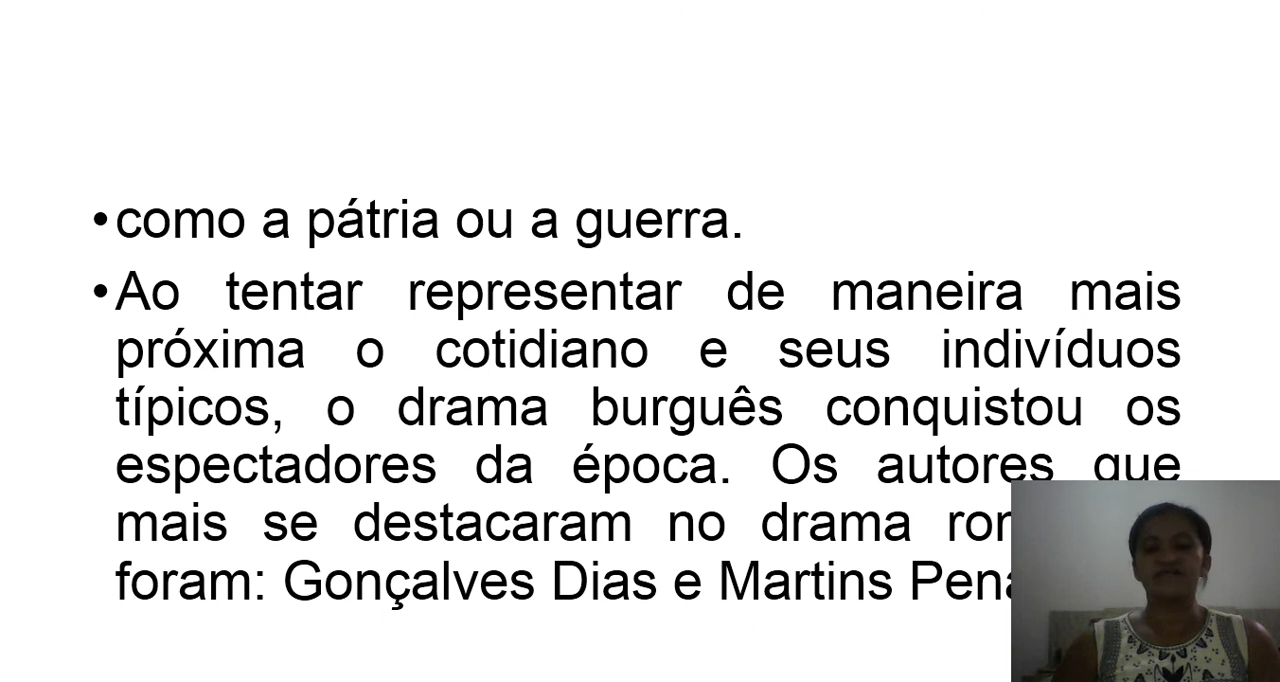 • como a pátria ou a guerra.
• Ao tentar representar de maneira mais
próxima o cotidiano e seus indivíduos
típicos, o drama burguês conquistou os
espectadores da época. Os autores que
mais se destacaram no drama
foram: Gonçalves Dias e Martins Pena